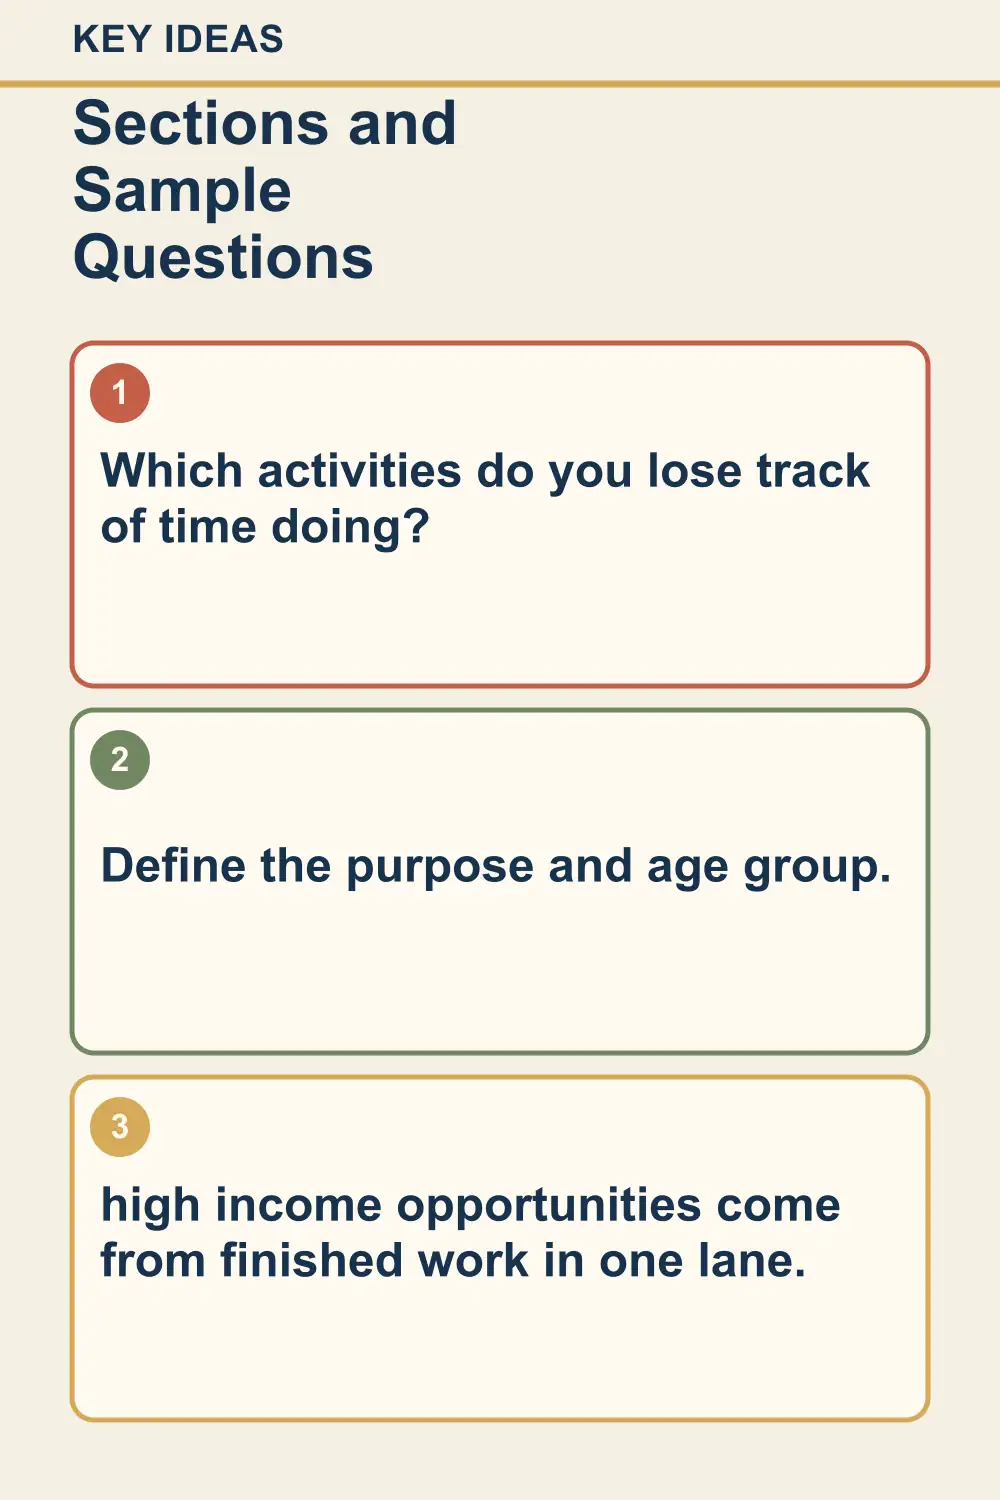 KEY IDEAS
Sections and
Sample
Questions
1
Which activities do you lose track
of time doing?
2
Define the purpose and age group.
3
high income opportunities come
from finished work in one lane.